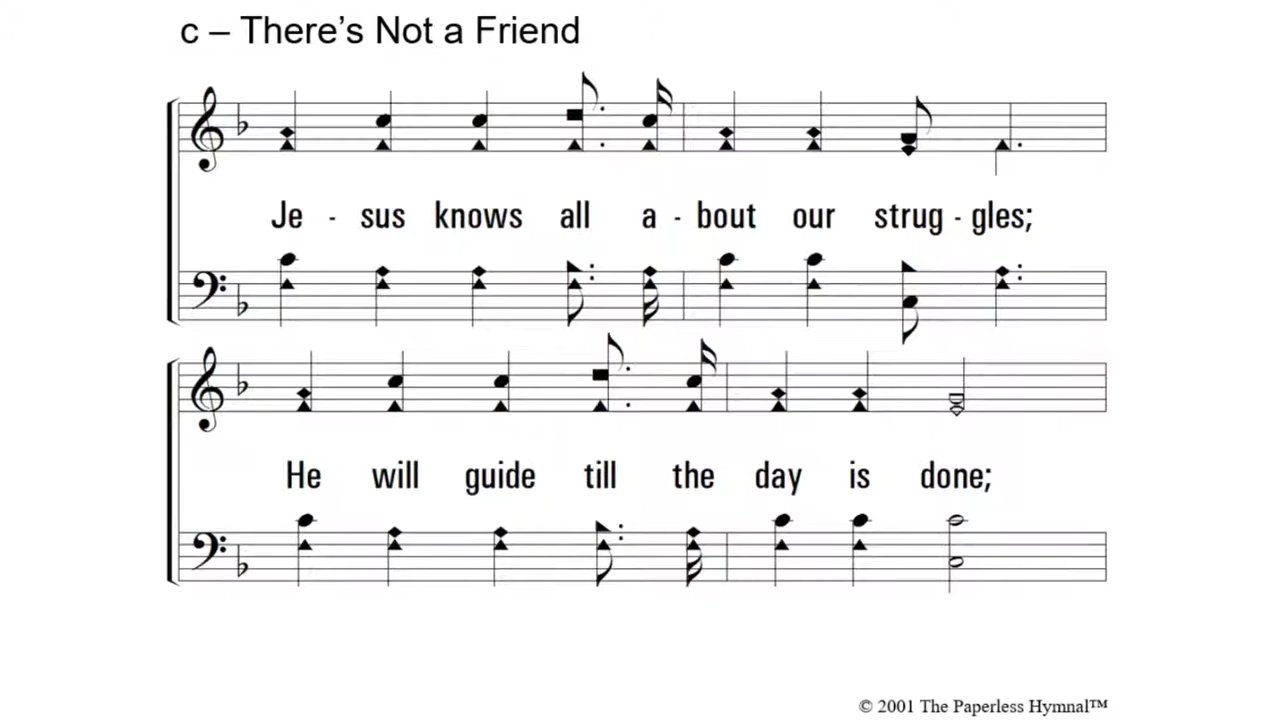 c – There's Not a Friend
Je - sus knows all a - bout our strug - gles;
He will guide till the day is done;
© 2001 The Paperless Hymnal™